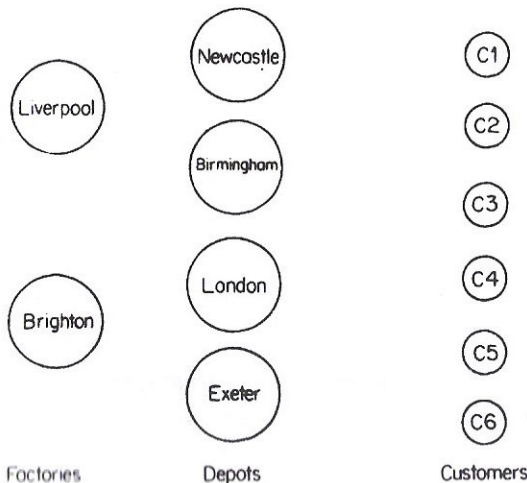 Newcastle
C1
Liverpool
C2
Birmingham
C3
London
C4
Brighton
C5
Exeter
C6
Factories
Depots
Customers